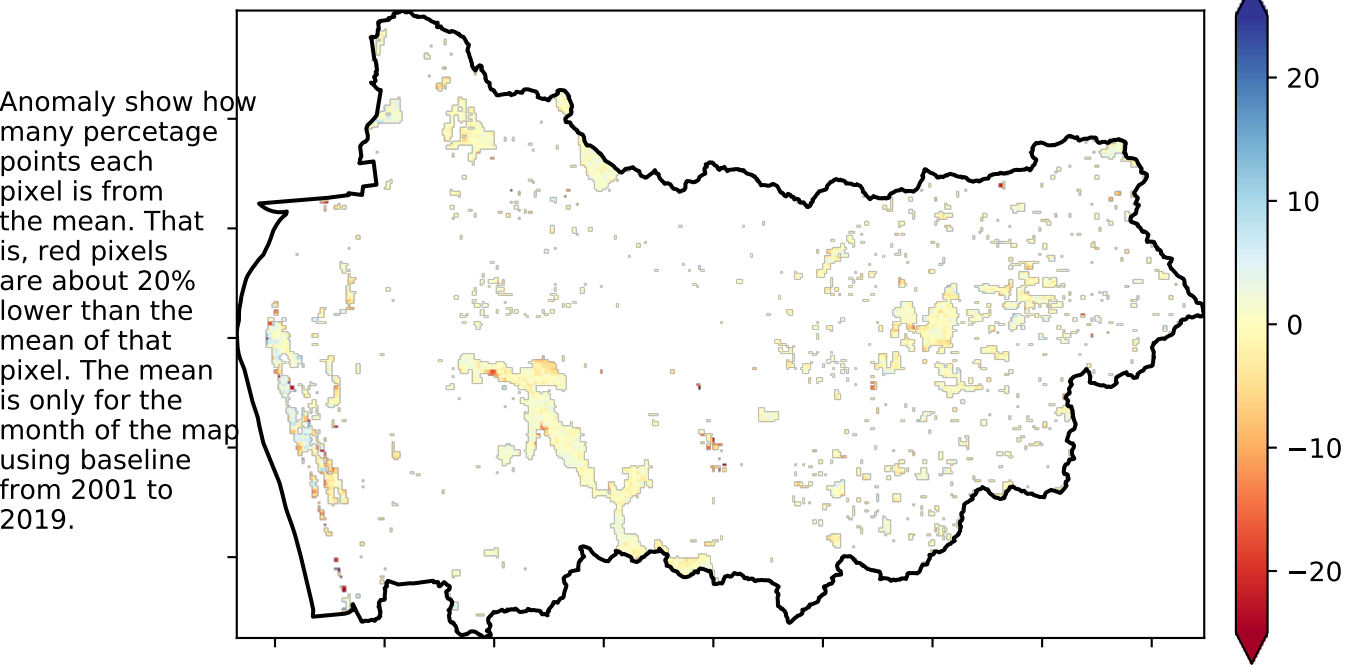 Anomaly show how
many percetage
points each
pixel is from
the mean. That
is, red pixels
are about 20%
lower than the
mean of that
pixel. The mean
is only for the
month of the map
using baseline
from 2001 to
2019.
20
10
0
−10
−20